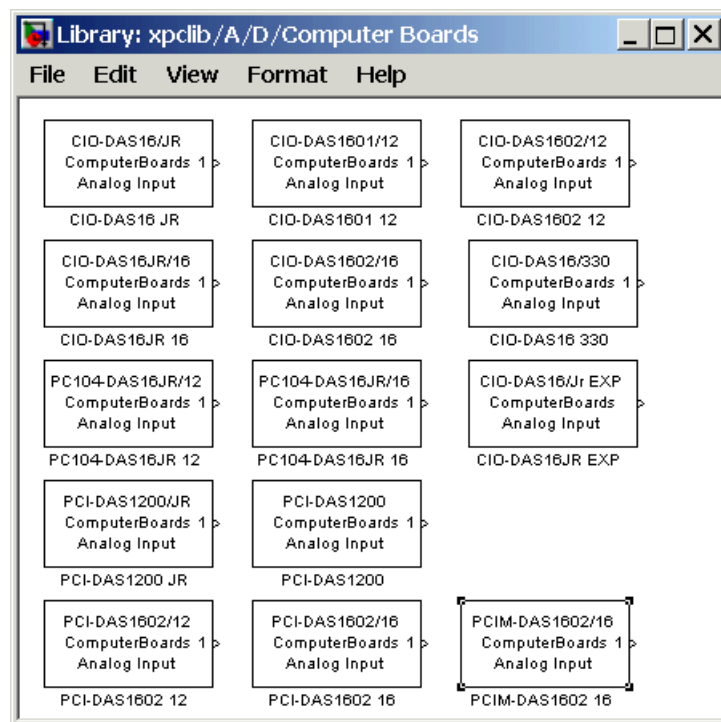 Library: xpclib/A/D/Computer Boards
File Edit View Format Help
CIO-DAS16/JR
ComputerBoards 1
Analog Input
CIO-DAS16 JR
CIO-DAS1601/12
ComputerBoards 1
Analog Input
CIO-DAS1601 12
CIO-DAS1602/12
ComputerBoards 1
Analog Input
CIO-DAS1602 12
CIO-DAS16JR/16
ComputerBoards 1
Analog Input
CIO-DAS16JR 16
CIO-DAS1602/16
ComputerBoards 1
Analog Input
CIO-DAS1602 16
CIO-DAS16/330
ComputerBoards 1
Analog Input
CIO-DAS16 330
PC104-DAS16JR/12
ComputerBoards 1
Analog Input
PC104-DAS16JR 12
PC104-DAS16JR/16
ComputerBoards 1
Analog Input
PC104-DAS16JR 16
CIO-DAS16/Jr EXP
ComputerBoards
Analog Input
CIO-DAS16JR EXP
PCI-DAS1200/JR
ComputerBoards 1
Analog Input
PCI-DAS1200 JR
PCI-DAS1200
ComputerBoards 1
Analog Input
PCI-DAS1200
PCI-DAS1602/12
ComputerBoards 1
Analog Input
PCI-DAS1602 12
PCI-DAS1602/16
ComputerBoards 1
Analog Input
PCI-DAS1602 16
PCIM-DAS1602/16
ComputerBoards 1
Analog Input
PCIM-DAS1602 16